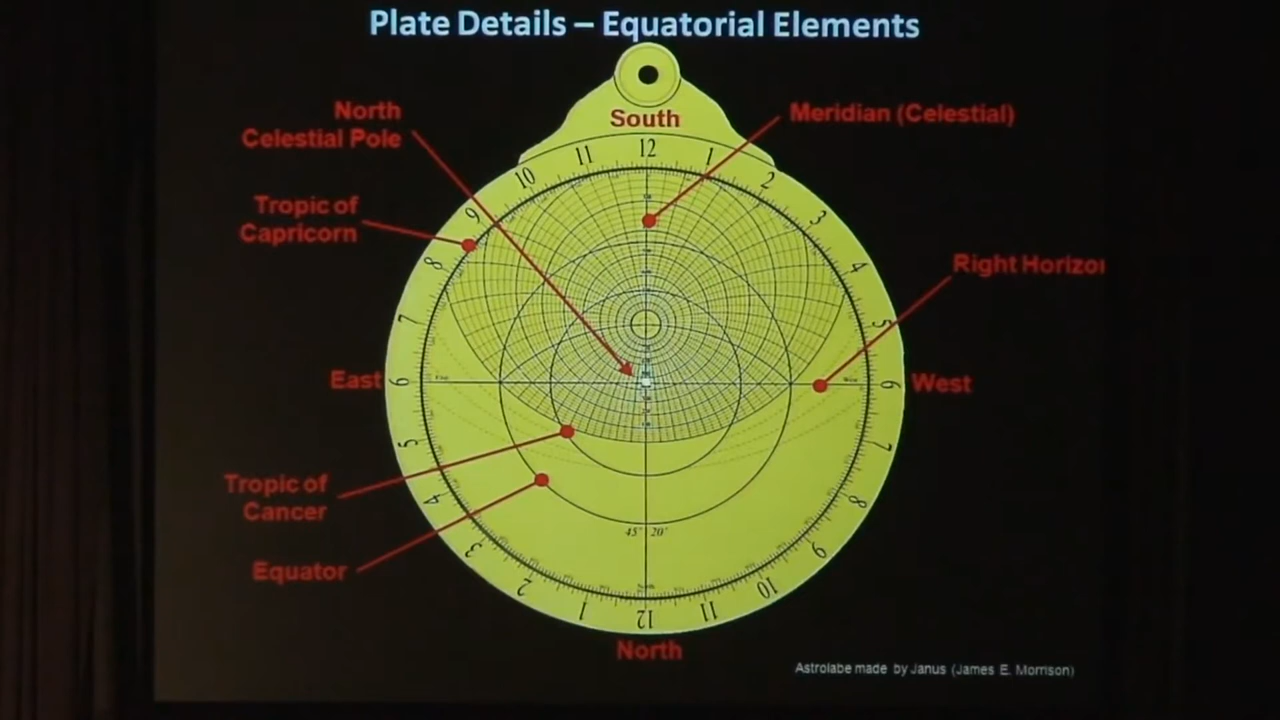 Plate Details – Equatorial Elements
North
Celestial Pole
Meridian (Celestial)
South
Tropic of
Capricorn
Right Horizon
East
West
Tropic of
Cancer
Equator
North
12
1
2
3
4
5
6
7
8
9
10
11
12
1
2
3
4
5
6
7
8
9
10
11
45° 20'
Astrolabe made by Janus (James E. Morrison)